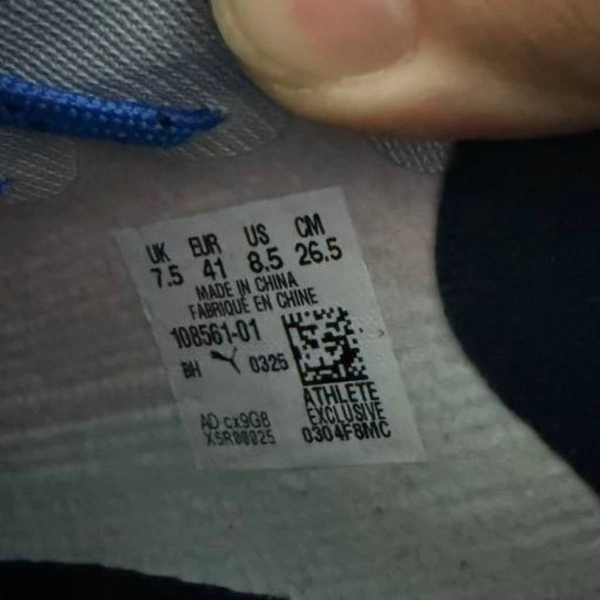 UK EUR US CM
7.5 41 8.5 26.5
MADE IN CHINA
FABRIQUÉ EN CHINE
108561-01
BH 0325
ATHLETE
EXCLUSIVE
0304F8MC
AD cx9GB
X5R00025